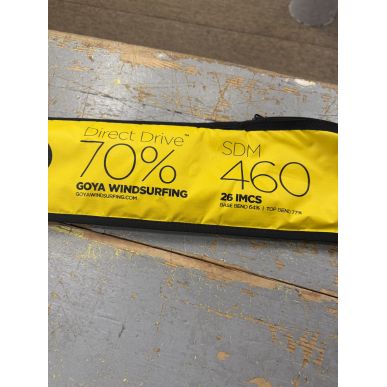 Direct Drive™
70%
GOYA WINDSURFING
GOYAWINDSURFING.COM
SDM
460
26 IMCS
BASE BEND 64% | TOP BEND 77%